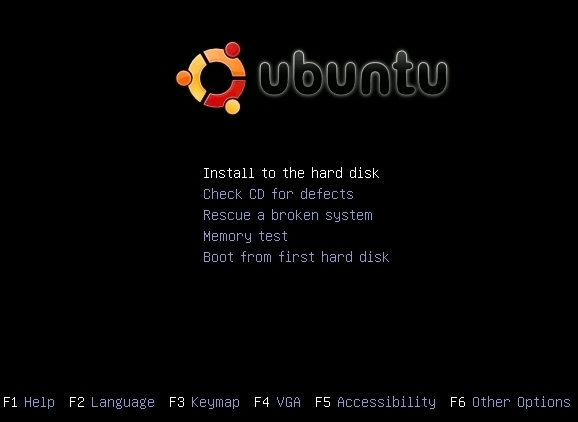 ubuntu
Install to the hard disk
Check CD for defects
Rescue a broken system
Memory test
Boot from first hard disk
F1 Help F2 Language F3 Keymap F4 VGA F5 Accessibility F6 Other Options